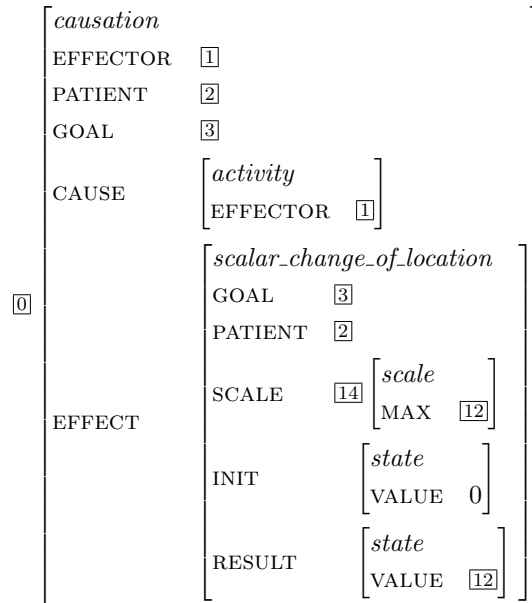 causation
EFFECTOR 1
PATIENT 2
GOAL 3
activity
CAUSE
EFFECTOR 1
scalar_change_of_location
GOAL 3
0
PATIENT 2
scale
SCALE 14
MAX 12
EFFECT
state
INIT
VALUE 0
state
RESULT
VALUE 12